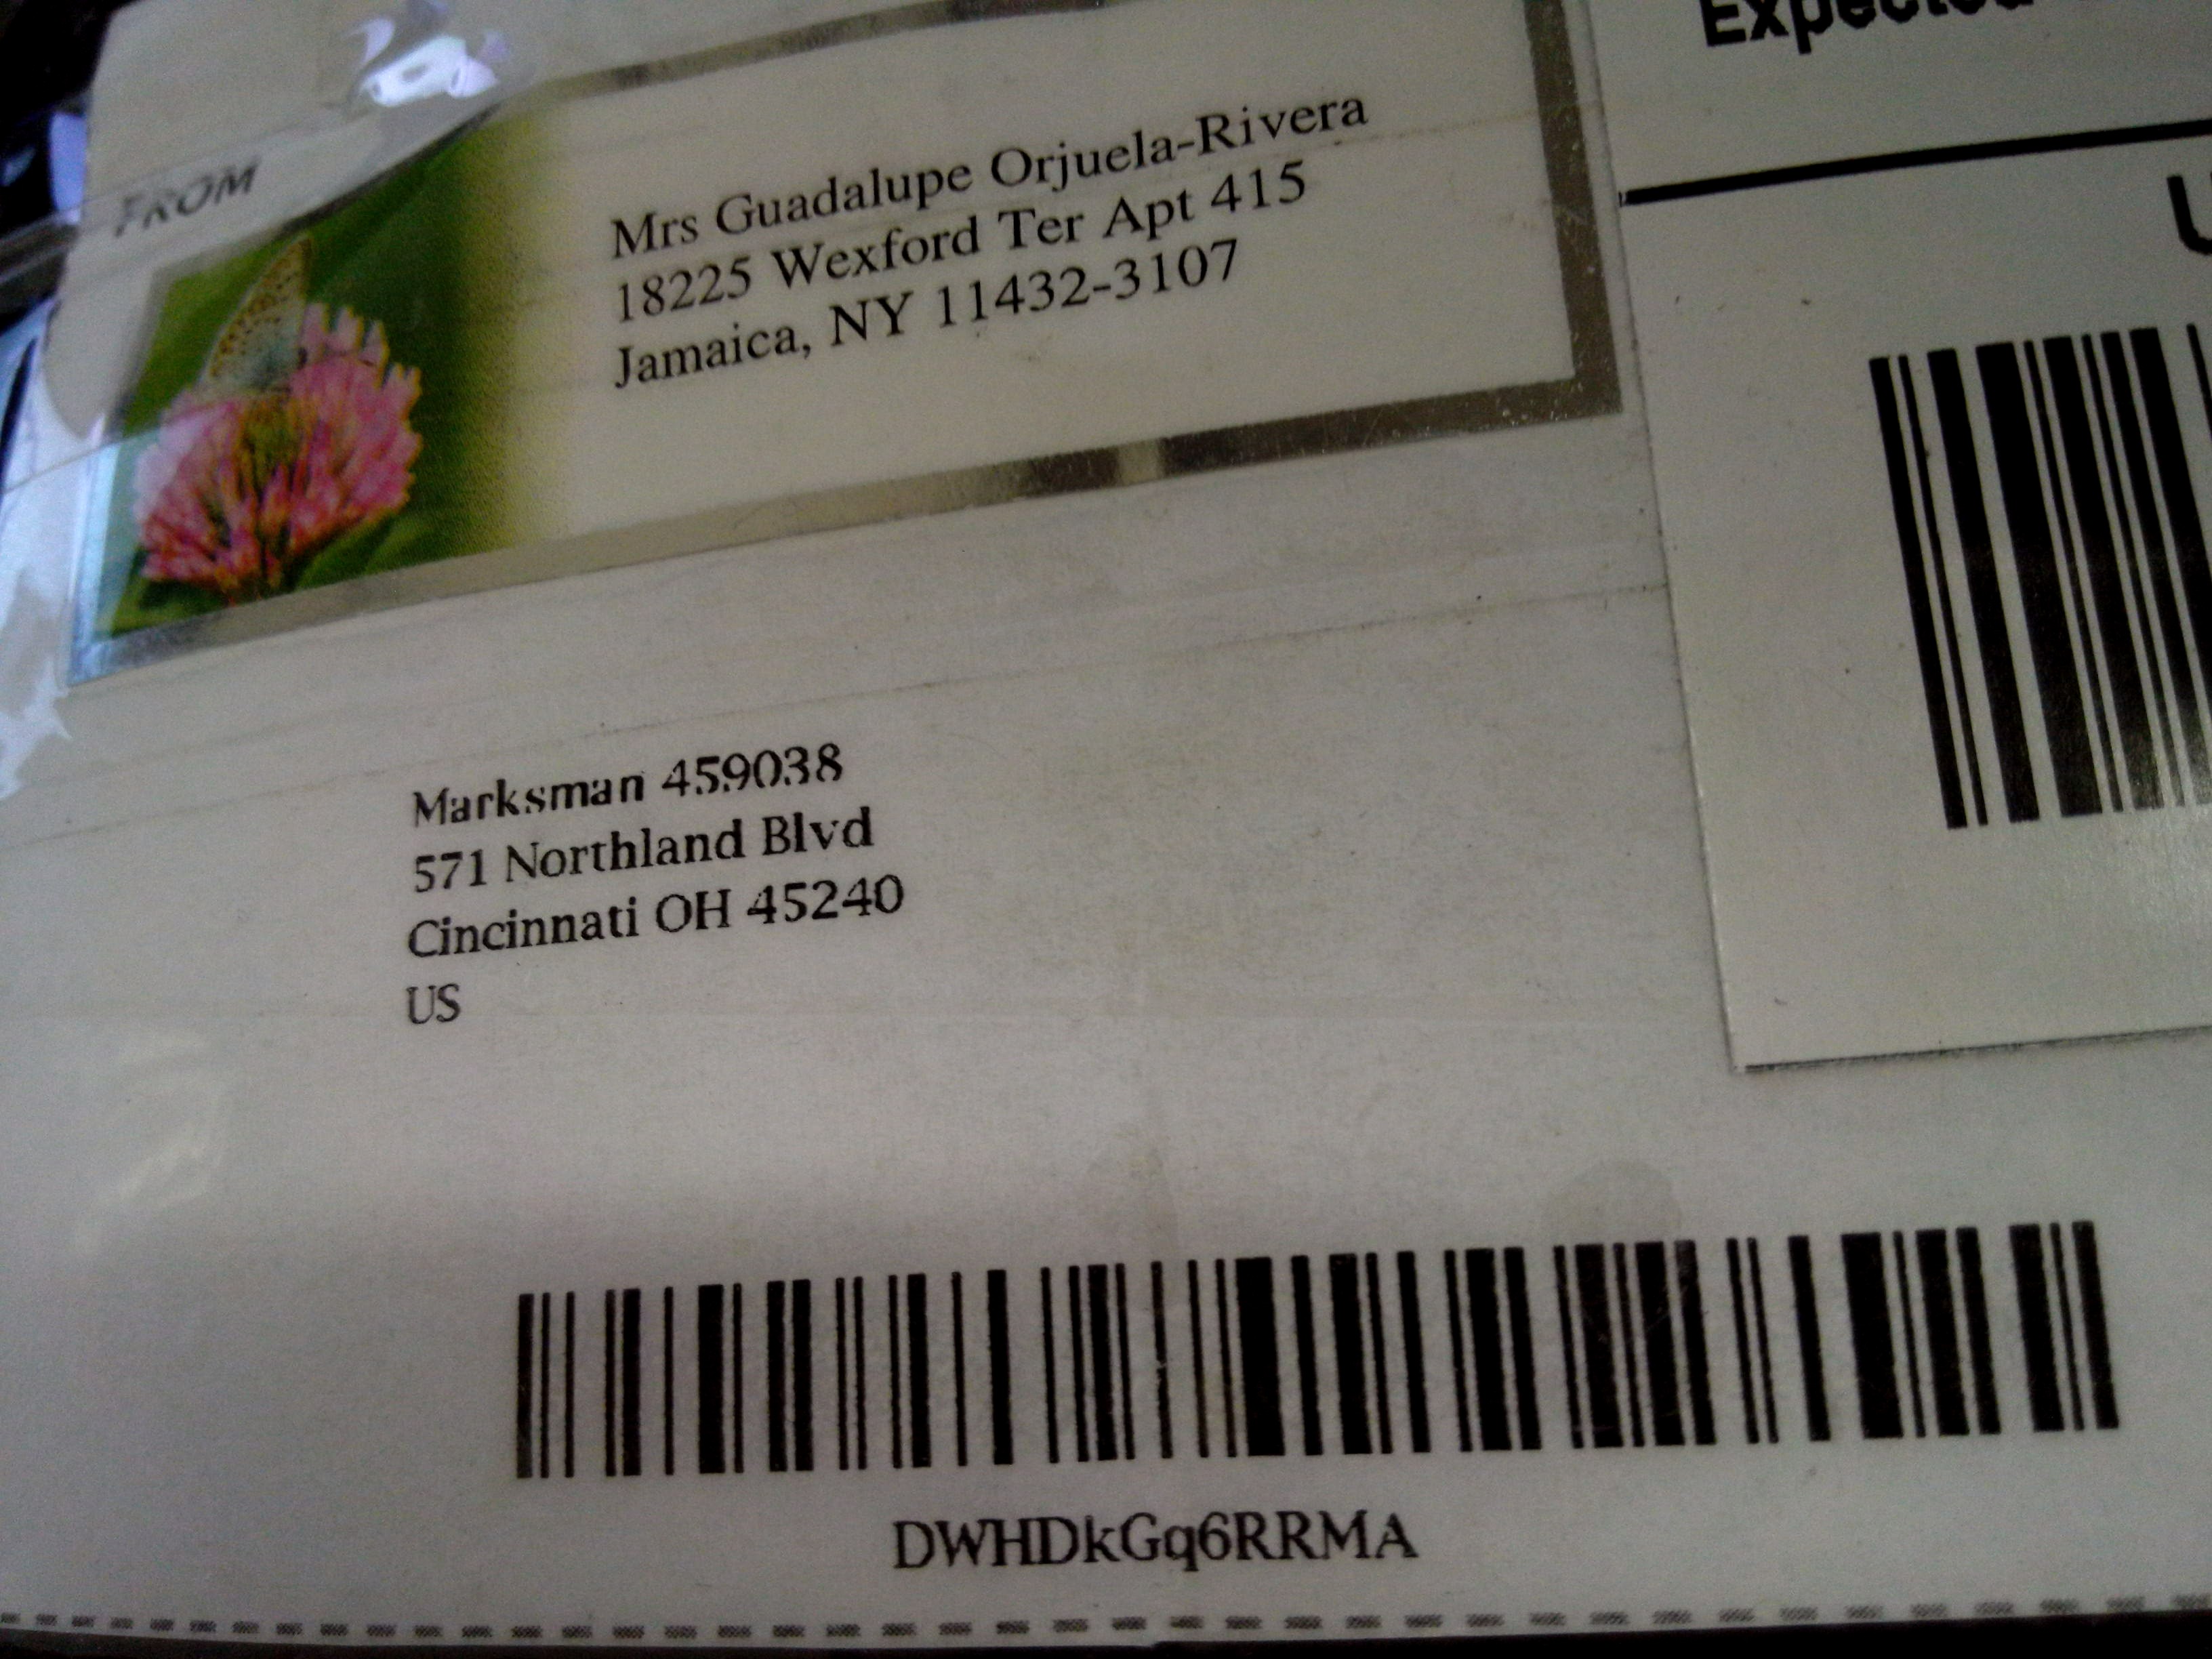 FROM
Mrs Guadalupe Orjuela-Rivera
18225 Wexford Ter Apt 415
Jamaica, NY 11432-3107
Expected
U
Marksman 459038
571 Northland Blvd
Cincinnati OH 45240
US
DWHDkGq6RRMA